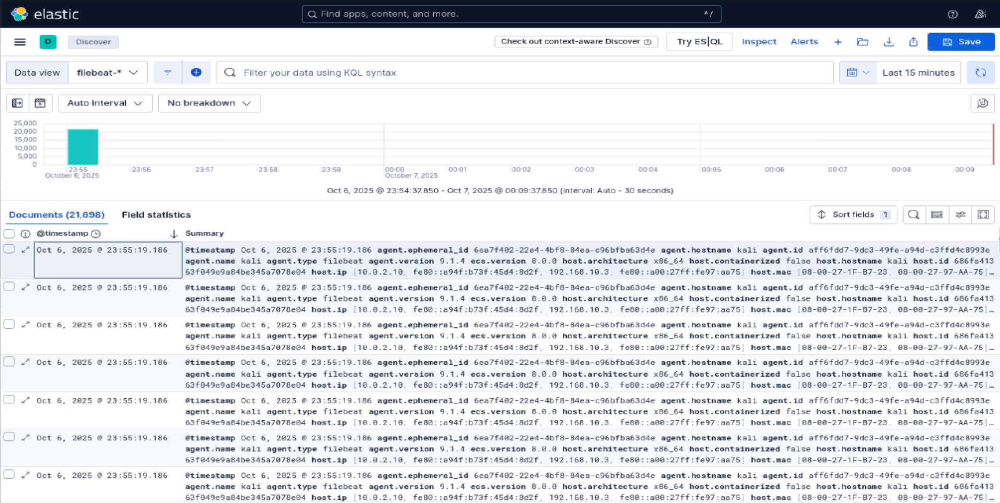 elastic
Find apps, content, and more.
^/
D
Discover
Check out context-aware Discover
Try ES|QL
Inspect
Alerts
Save
Data view
filebeat-*
Filter your data using KQL syntax
Last 15 minutes
Auto interval
No breakdown
25,000
20,000
15,000
10,000
5,000
0
23:55 23:56 23:57 23:58 23:59 00:00 00:01 00:02 00:03 00:04 00:05 00:06 00:07 00:08 00:09
October 6, 2025 October 7, 2025
Oct 6, 2025 @ 23:54:37.850 - Oct 7, 2025 @ 00:09:37.850 (interval: Auto - 30 seconds)
Documents (21,698)
Field statistics
Sort fields 1
@timestamp Summary
Oct 6, 2025 @ 23:55:19.186 @timestamp Oct 6, 2025 @ 23:55:19.186 agent.ephemeral_id 6ea7f402-22e4-4bf8-84ea-c96bfba63d4e agent.hostname kali agent.id aff6fdd7-9dc3-49fe-a94d-c3ffd4c8993e
agent.name kali agent.type filebeat agent.version 9.1.4 ecs.version 8.0.0 host.architecture x86_64 host.containerized false host.hostname kali host.id 686fa413
63f049e9a84be345a7078e04 host.ip [10.0.2.10, fe80::a94f:b73f:45d4:8d2f, 192.168.10.3, fe80::a00:27ff:fe97:aa75] host.mac [08-00-27-1F-B7-23, 08-00-27-97-AA-75]…
Oct 6, 2025 @ 23:55:19.186 @timestamp Oct 6, 2025 @ 23:55:19.186 agent.ephemeral_id 6ea7f402-22e4-4bf8-84ea-c96bfba63d4e agent.hostname kali agent.id aff6fdd7-9dc3-49fe-a94d-c3ffd4c8993e
agent.name kali agent.type filebeat agent.version 9.1.4 ecs.version 8.0.0 host.architecture x86_64 host.containerized false host.hostname kali host.id 686fa413
63f049e9a84be345a7078e04 host.ip [10.0.2.10, fe80::a94f:b73f:45d4:8d2f, 192.168.10.3, fe80::a00:27ff:fe97:aa75] host.mac [08-00-27-1F-B7-23, 08-00-27-97-AA-75]…
Oct 6, 2025 @ 23:55:19.186 @timestamp Oct 6, 2025 @ 23:55:19.186 agent.ephemeral_id 6ea7f402-22e4-4bf8-84ea-c96bfba63d4e agent.hostname kali agent.id aff6fdd7-9dc3-49fe-a94d-c3ffd4c8993e
agent.name kali agent.type filebeat agent.version 9.1.4 ecs.version 8.0.0 host.architecture x86_64 host.containerized false host.hostname kali host.id 686fa413
63f049e9a84be345a7078e04 host.ip [10.0.2.10, fe80::a94f:b73f:45d4:8d2f, 192.168.10.3, fe80::a00:27ff:fe97:aa75] host.mac [08-00-27-1F-B7-23, 08-00-27-97-AA-75]…
Oct 6, 2025 @ 23:55:19.186 @timestamp Oct 6, 2025 @ 23:55:19.186 agent.ephemeral_id 6ea7f402-22e4-4bf8-84ea-c96bfba63d4e agent.hostname kali agent.id aff6fdd7-9dc3-49fe-a94d-c3ffd4c8993e
agent.name kali agent.type filebeat agent.version 9.1.4 ecs.version 8.0.0 host.architecture x86_64 host.containerized false host.hostname kali host.id 686fa413
63f049e9a84be345a7078e04 host.ip [10.0.2.10, fe80::a94f:b73f:45d4:8d2f, 192.168.10.3, fe80::a00:27ff:fe97:aa75] host.mac [08-00-27-1F-B7-23, 08-00-27-97-AA-75]…
Oct 6, 2025 @ 23:55:19.186 @timestamp Oct 6, 2025 @ 23:55:19.186 agent.ephemeral_id 6ea7f402-22e4-4bf8-84ea-c96bfba63d4e agent.hostname kali agent.id aff6fdd7-9dc3-49fe-a94d-c3ffd4c8993e
agent.name kali agent.type filebeat agent.version 9.1.4 ecs.version 8.0.0 host.architecture x86_64 host.containerized false host.hostname kali host.id 686fa413
63f049e9a84be345a7078e04 host.ip [10.0.2.10, fe80::a94f:b73f:45d4:8d2f, 192.168.10.3, fe80::a00:27ff:fe97:aa75] host.mac [08-00-27-1F-B7-23, 08-00-27-97-AA-75]…
Oct 6, 2025 @ 23:55:19.186 @timestamp Oct 6, 2025 @ 23:55:19.186 agent.ephemeral_id 6ea7f402-22e4-4bf8-84ea-c96bfba63d4e agent.hostname kali agent.id aff6fdd7-9dc3-49fe-a94d-c3ffd4c8993e
agent.name kali agent.type filebeat agent.version 9.1.4 ecs.version 8.0.0 host.architecture x86_64 host.containerized false host.hostname kali host.id 686fa413
63f049e9a84be345a7078e04 host.ip [10.0.2.10, fe80::a94f:b73f:45d4:8d2f, 192.168.10.3, fe80::a00:27ff:fe97:aa75] host.mac [08-00-27-1F-B7-23, 08-00-27-97-AA-75]…
Oct 6, 2025 @ 23:55:19.186 @timestamp Oct 6, 2025 @ 23:55:19.186 agent.ephemeral_id 6ea7f402-22e4-4bf8-84ea-c96bfba63d4e agent.hostname kali agent.id aff6fdd7-9dc3-49fe-a94d-c3ffd4c8993e
agent.name kali agent.type filebeat agent.version 9.1.4 ecs.version 8.0.0 host.architecture x86_64 host.containerized false host.hostname kali host.id 686fa413
63f049e9a84be345a7078e04 host.ip [10.0.2.10, fe80::a94f:b73f:45d4:8d2f, 192.168.10.3, fe80::a00:27ff:fe97:aa75] host.mac [08-00-27-1F-B7-23, 08-00-27-97-AA-75]…